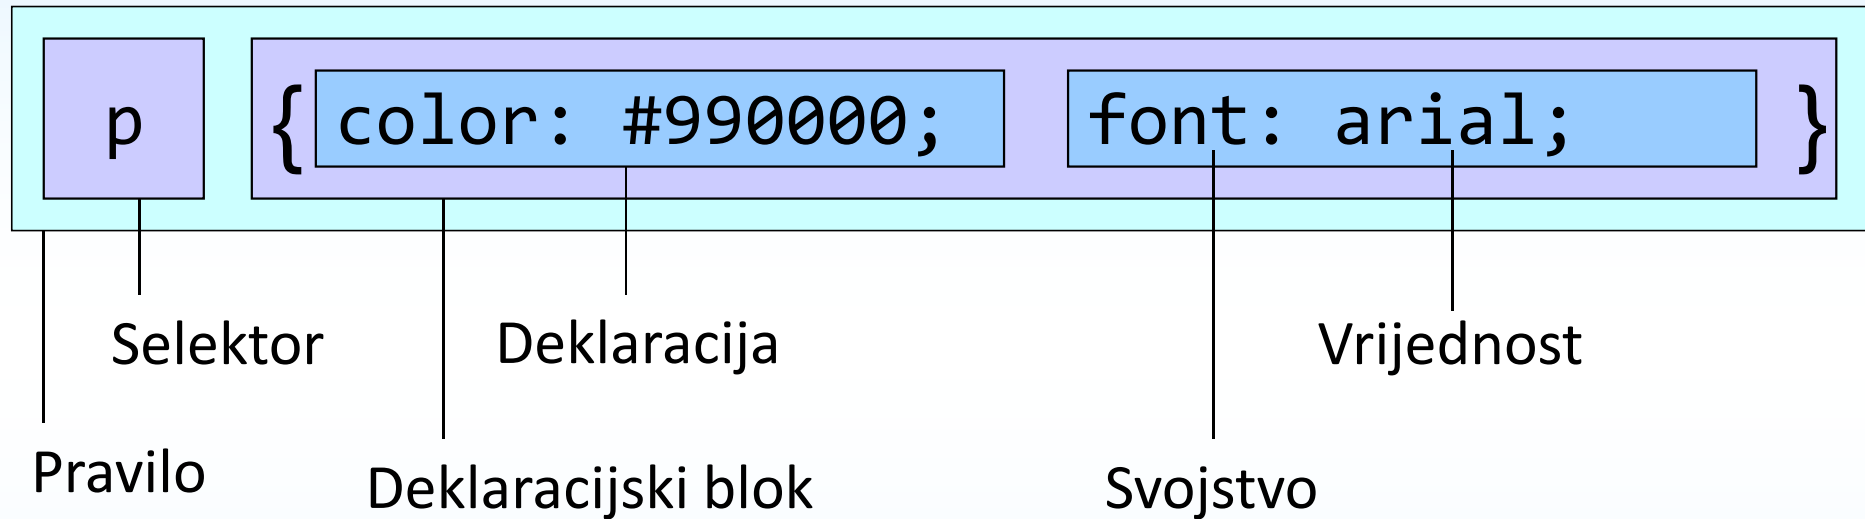 p { color: #990000; font: arial; }
Selektor Deklaracija Vrijednost
Pravilo Deklaracijski blok Svojstvo